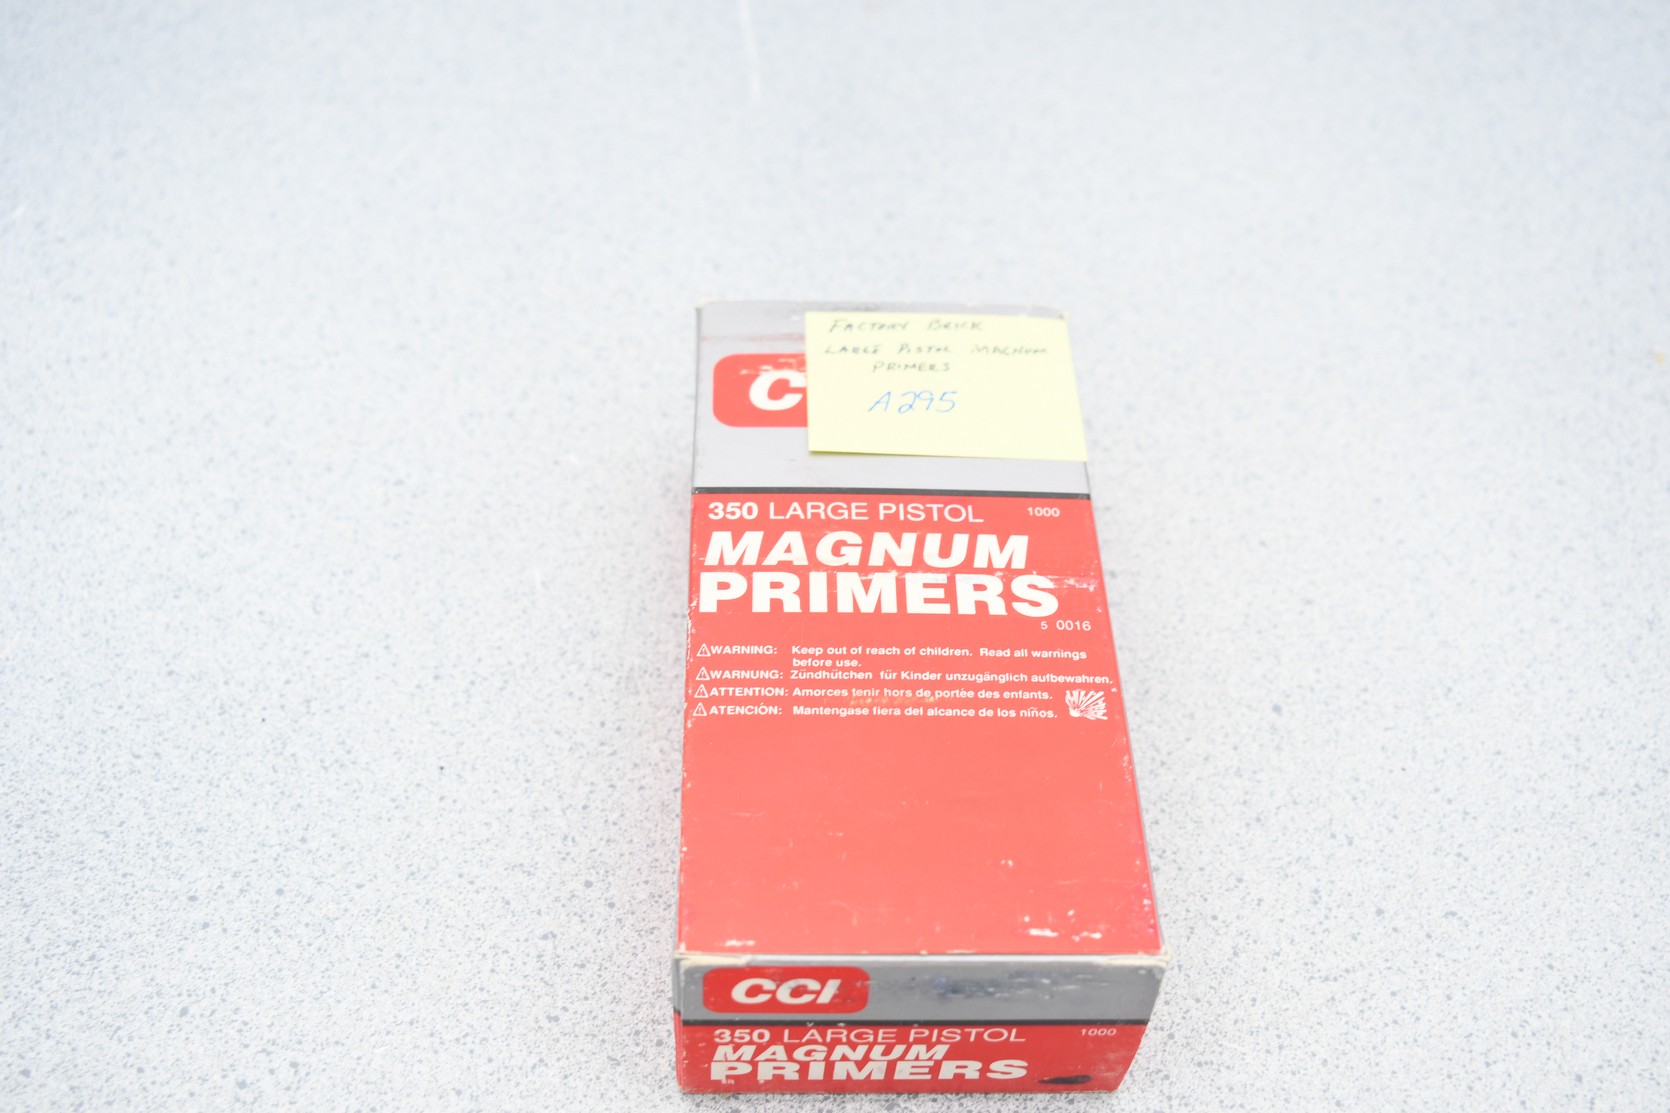 FACTORY BRICK
LARGE PISTOL MAGNUM
PRIMERS
A295
C
350 LARGE PISTOL 1000
MAGNUM
PRIMERS
5 0016
WARNING: Keep out of reach of children. Read all warnings
before use.
WARNUNG: Zündhütchen für Kinder unzugänglich aufbewahren.
ATTENTION: Amorces tenir hors de portée des enfants.
ATENCIÓN: Mantengase fiera del alcance de los niños.
CCI
350 LARGE PISTOL 1000
MAGNUM
PRIMERS